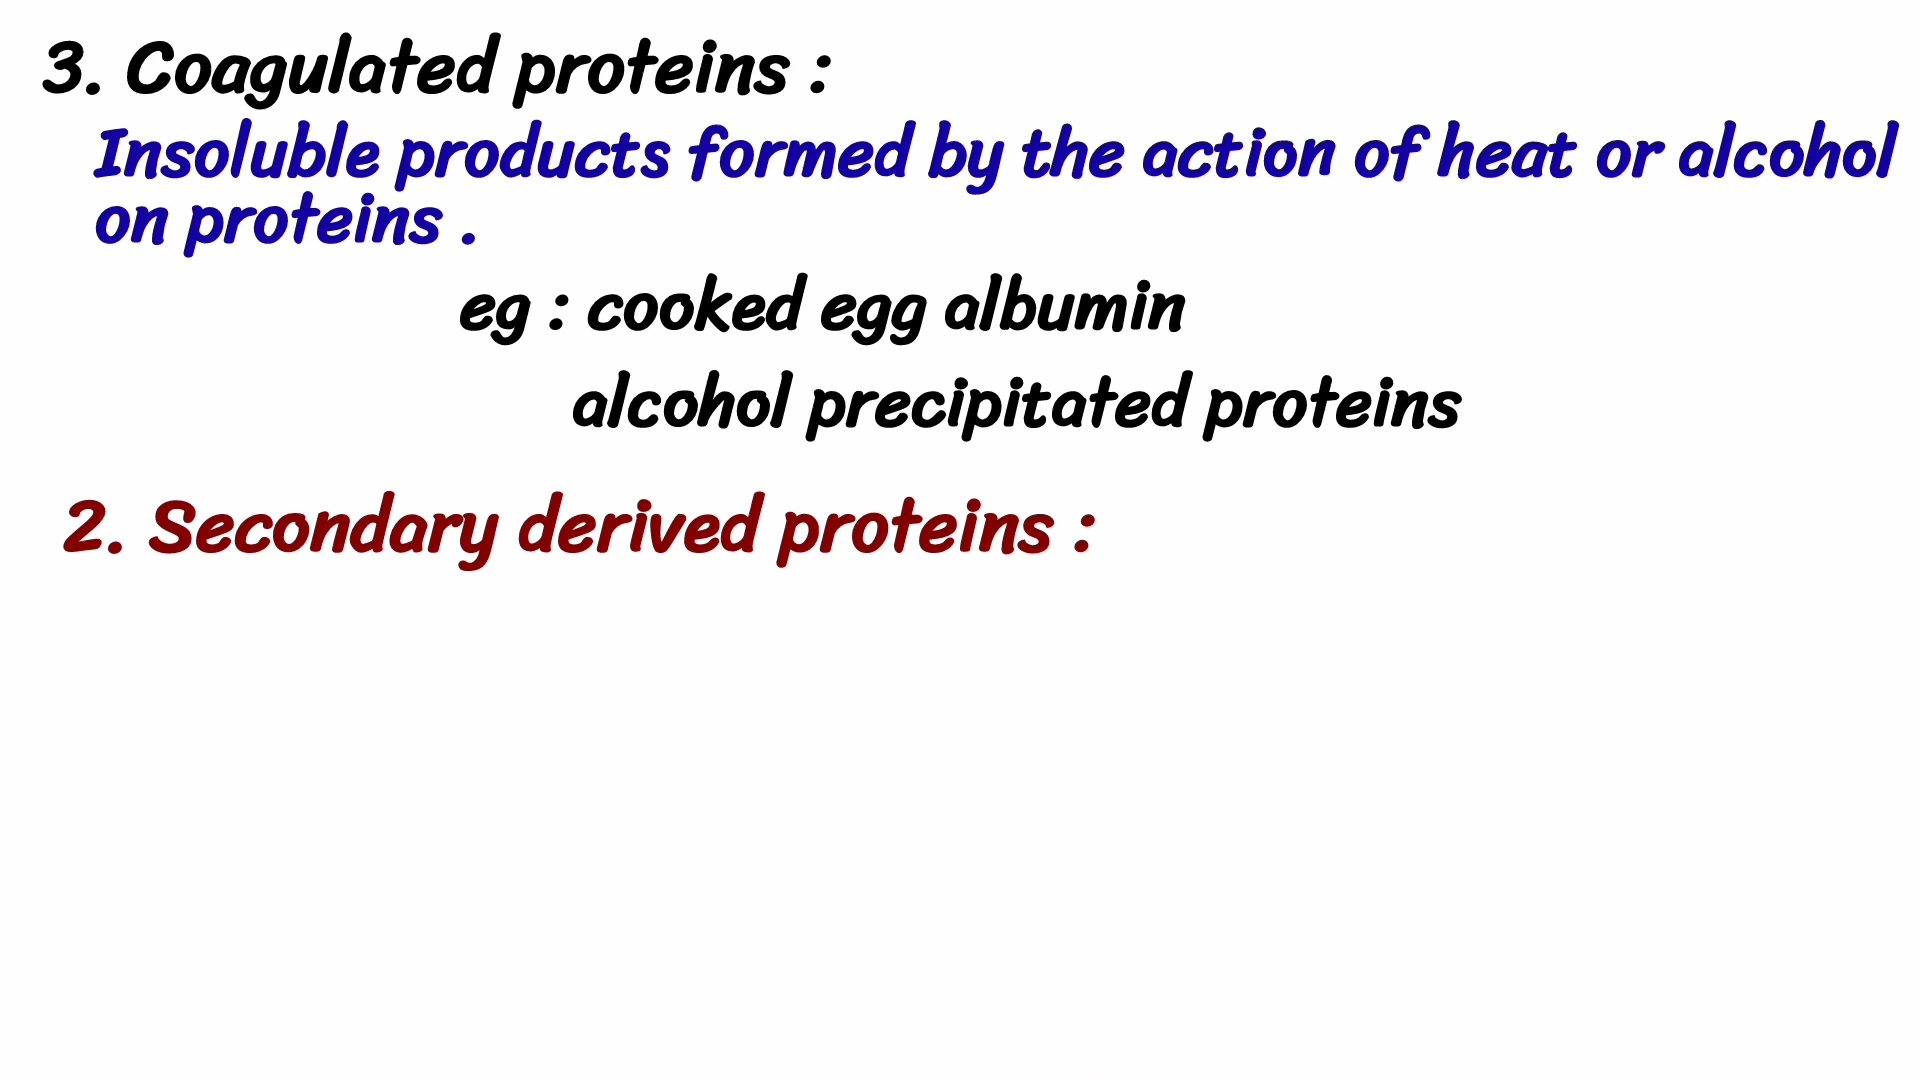 3. Coagulated proteins :
Insoluble products formed by the action of heat or alcohol
on proteins .
eg : cooked egg albumin
alcohol precipitated proteins
2. Secondary derived proteins :